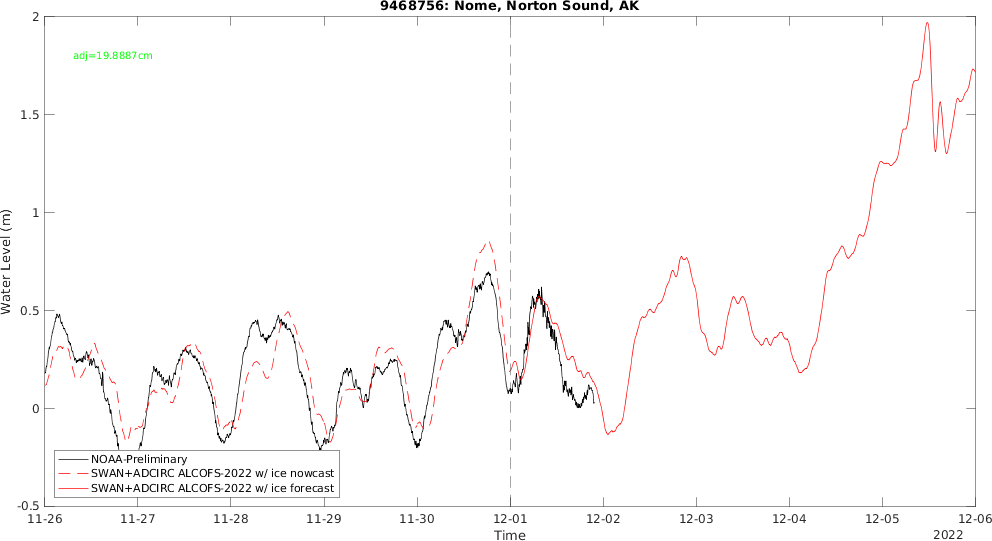 9468756: Nome, Norton Sound, AK
adj=19.8887cm
2
1.5
1
0.5
0
-0.5
Water Level (m)
NOAA-Preliminary
SWAN+ADCIRC ALCOFS-2022 w/ ice nowcast
SWAN+ADCIRC ALCOFS-2022 w/ ice forecast
11-26 11-27 11-28 11-29 11-30 12-01 12-02 12-03 12-04 12-05 12-06
Time
2022